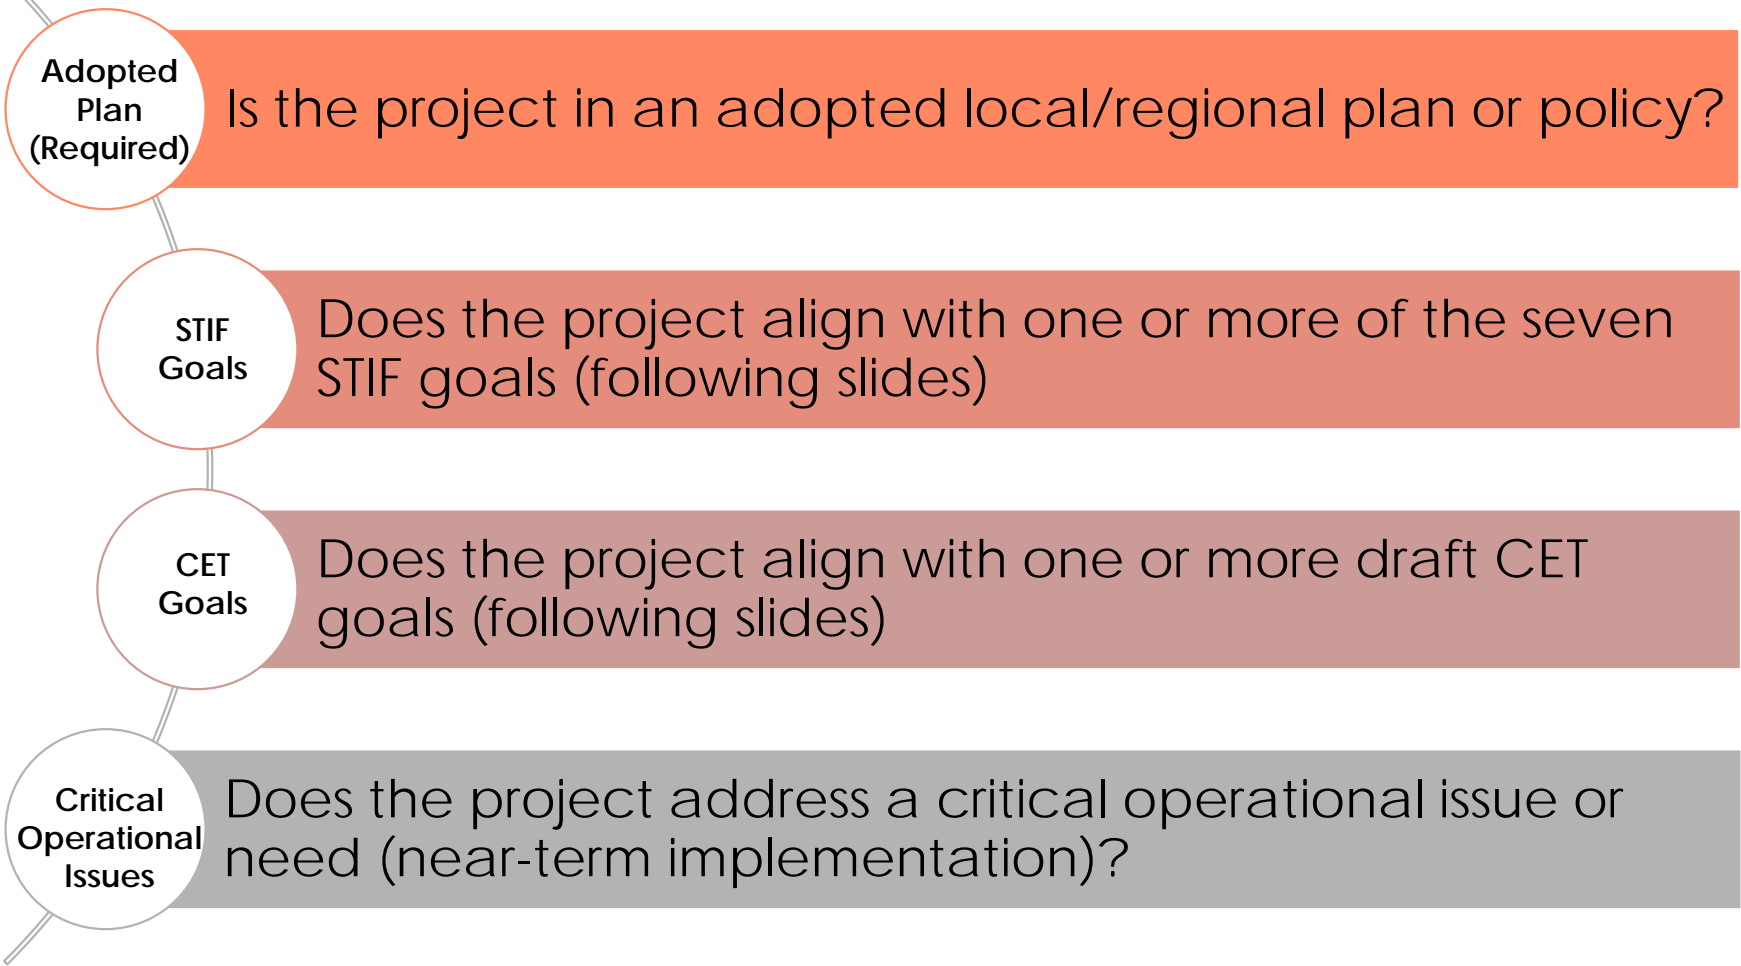 Adopted
Plan
(Required)
Is the project in an adopted local/regional plan or policy?
STIF
Goals
Does the project align with one or more of the seven
STIF goals (following slides)
CET
Goals
Does the project align with one or more draft CET
goals (following slides)
Critical
Operational
Issues
Does the project address a critical operational issue or
need (near-term implementation)?